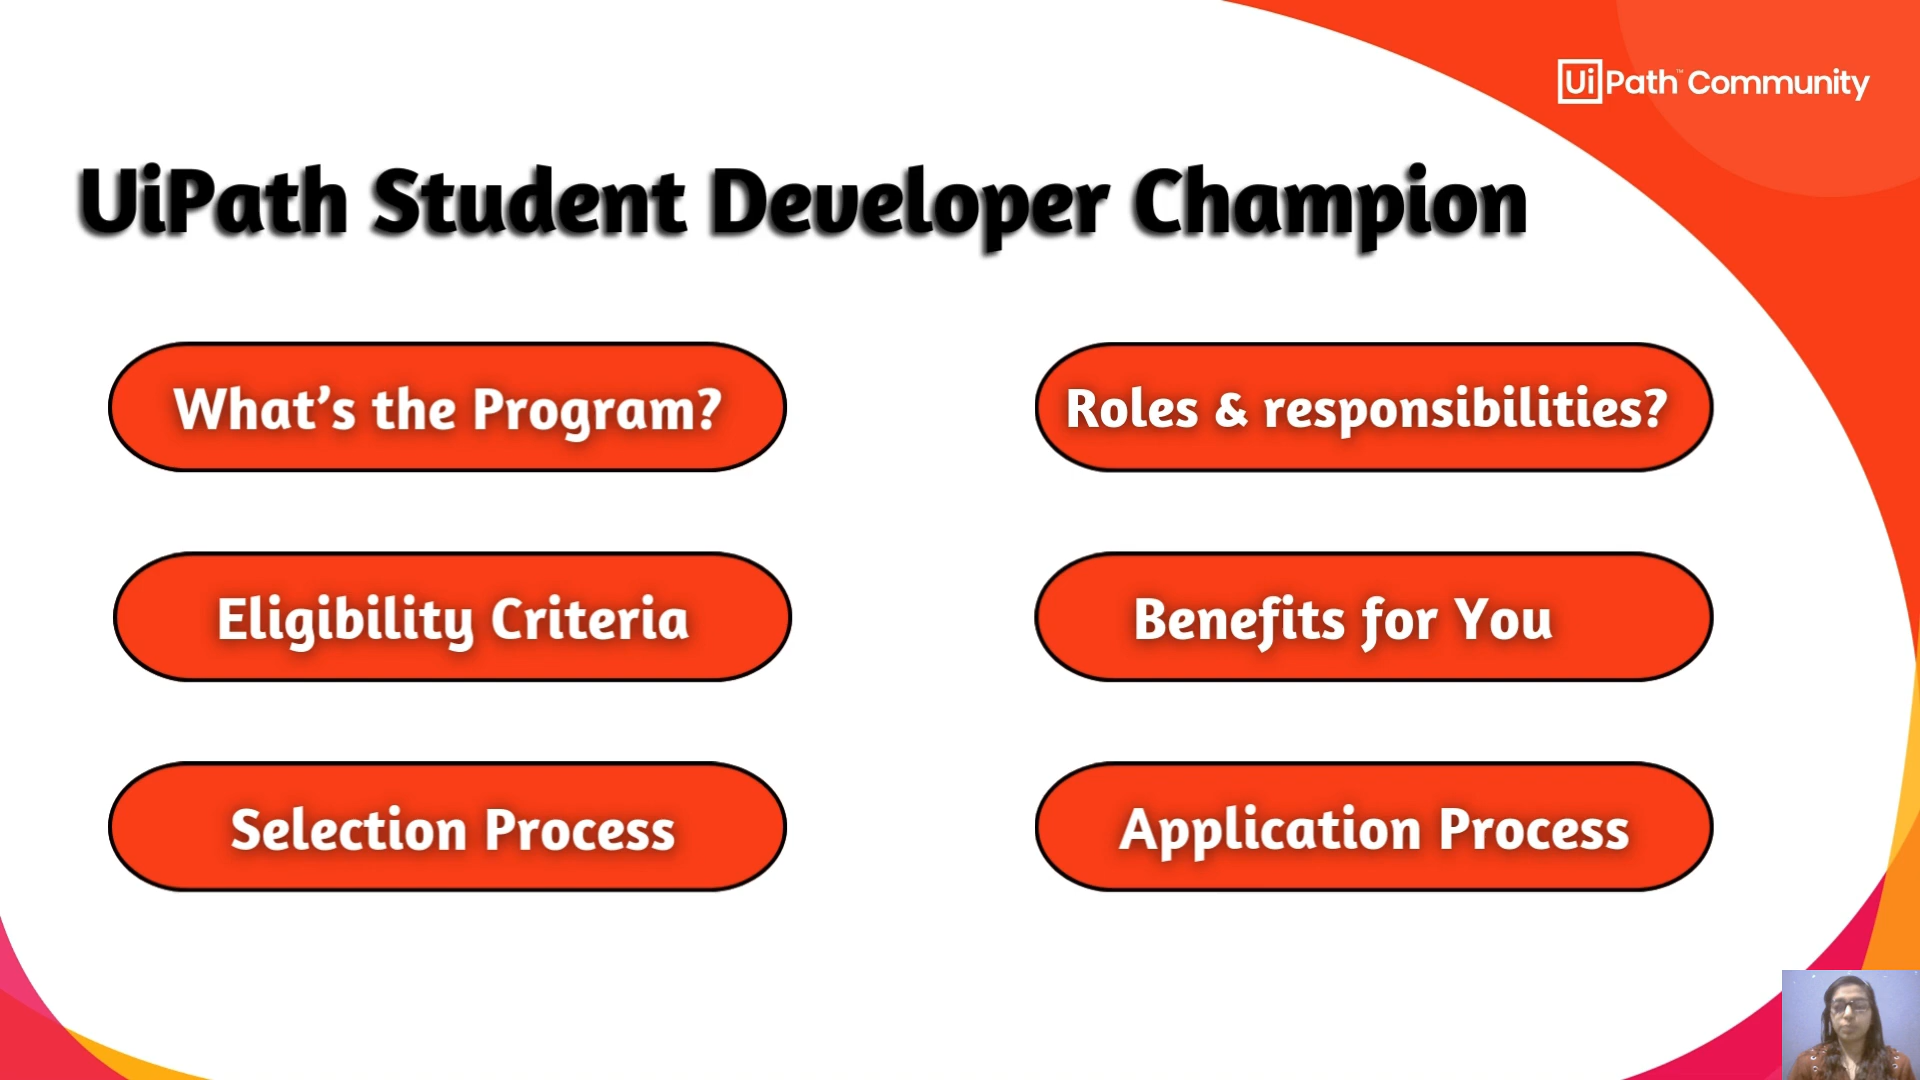 UiPath™ Community
UiPath Student Developer Champion
What's the Program?
Roles & responsibilities?
Eligibility Criteria
Benefits for You
Selection Process
Application Process